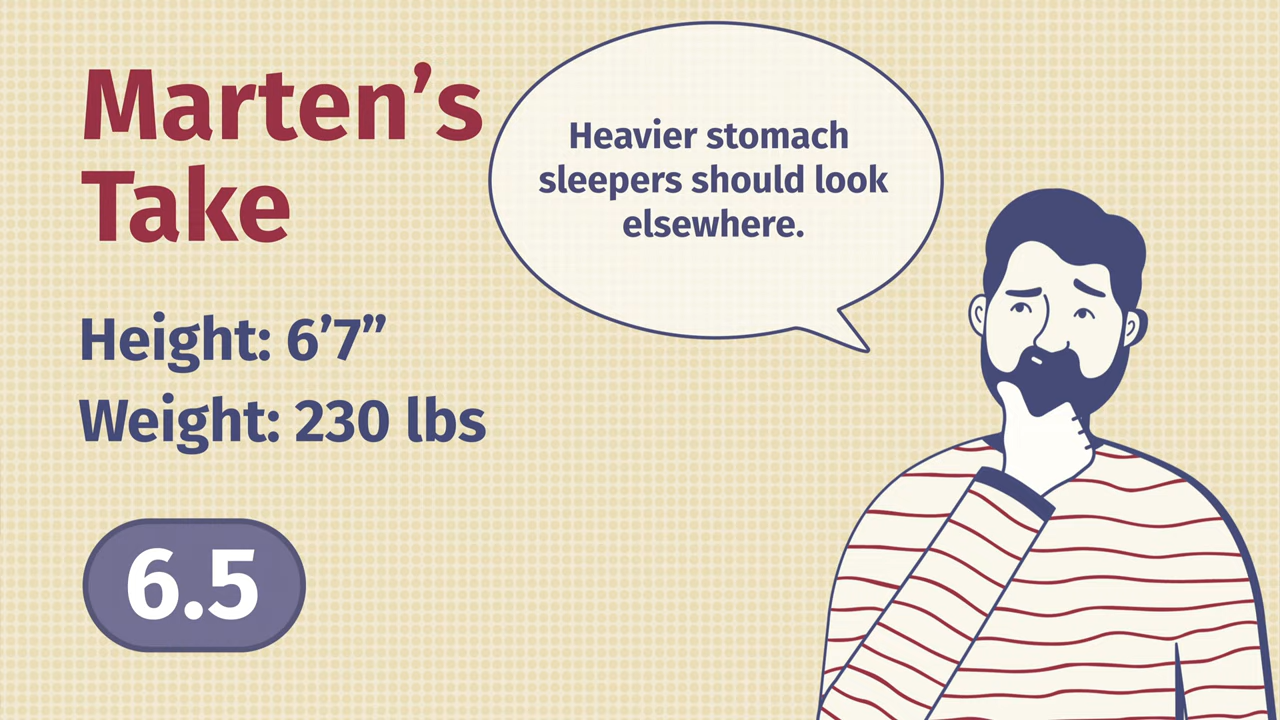 Marten’s
Take
Heavier stomach
sleepers should look
elsewhere.
Height: 6’7”
Weight: 230 lbs
6.5